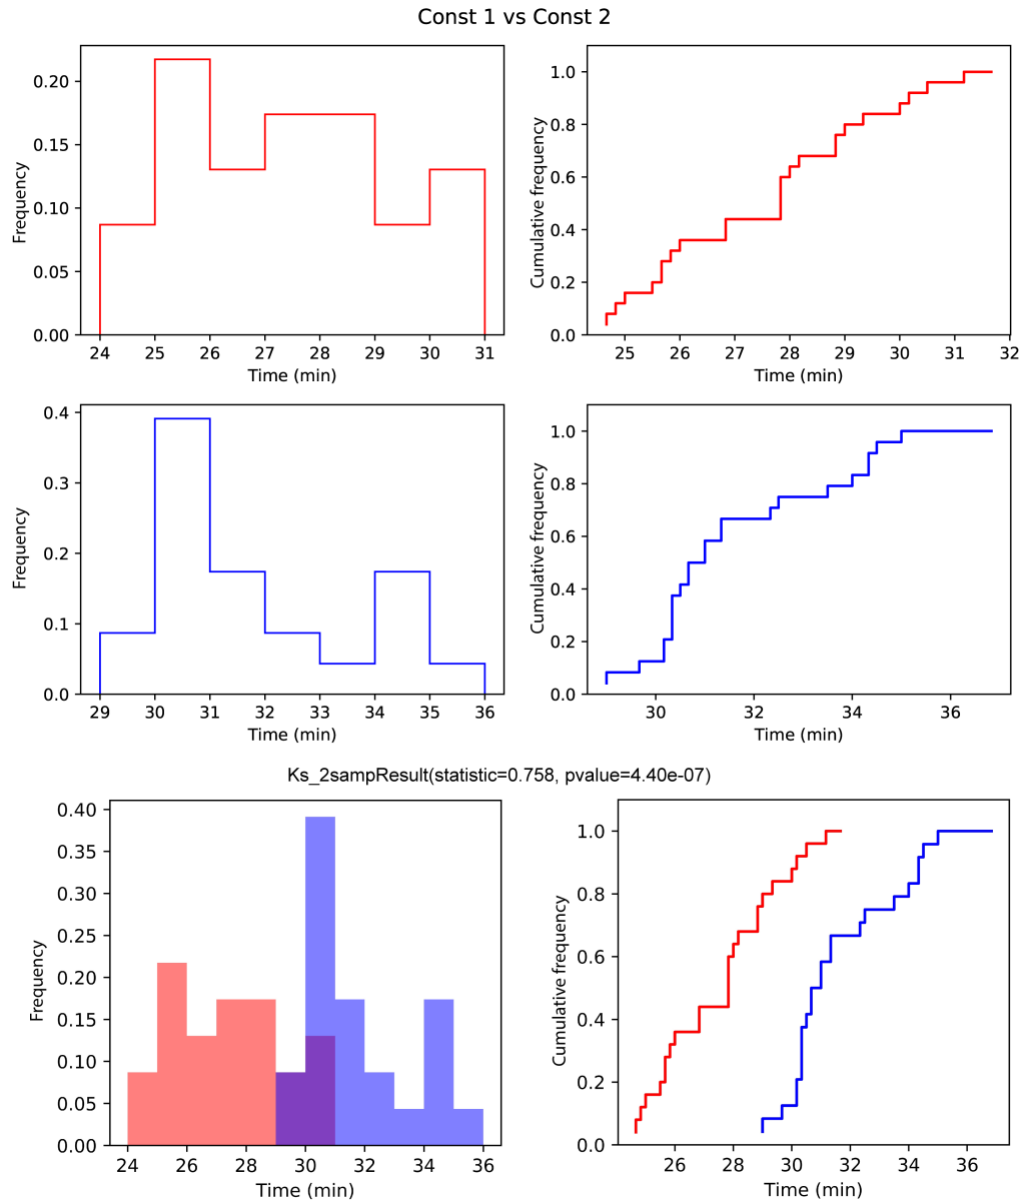 Const 1 vs Const 2
Frequency
0.20
0.15
0.10
0.05
0.00
24 25 26 27 28 29 30 31
Time (min)
Cumulative frequency
1.0
0.8
0.6
0.4
0.2
0.0
25 26 27 28 29 30 31 32
Time (min)
Frequency
0.4
0.3
0.2
0.1
0.0
29 30 31 32 33 34 35 36
Time (min)
Cumulative frequency
1.0
0.8
0.6
0.4
0.2
0.0
30 32 34 36
Time (min)
Ks_2sampResult(statistic=0.758, pvalue=4.40e-07)
Frequency
0.40
0.35
0.30
0.25
0.20
0.15
0.10
0.05
0.00
24 26 28 30 32 34 36
Time (min)
Cumulative frequency
1.0
0.8
0.6
0.4
0.2
0.0
26 28 30 32 34 36
Time (min)